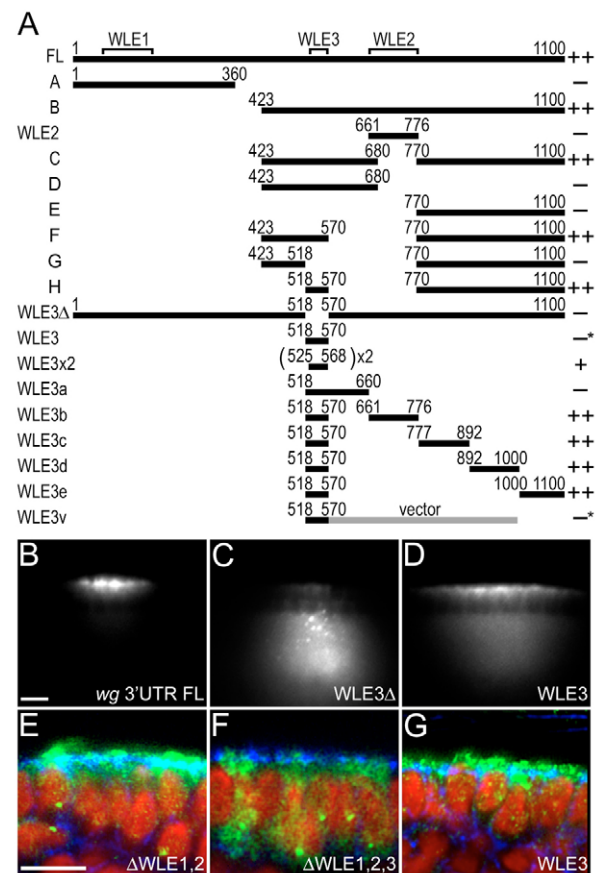 A
WLE1 WLE3 WLE2
FL 1 1100 ++
A 1 360 −
B 423 1100 ++
WLE2 661 776 −
C 423 680 770 1100 ++
D 423 680 −
E 770 1100 −
F 423 570 770 1100 ++
G 423 518 770 1100 −
H 518 570 770 1100 ++
WLE3Δ 1 518 570 1100 −
WLE3 518 570 −*
WLE3x2 (525 568)x2 +
WLE3a 518 660 −
WLE3b 518 570 661 776 ++
WLE3c 518 570 777 892 ++
WLE3d 518 570 892 1000 ++
WLE3e 518 570 1000 1100 ++
WLE3v 518 570 vector −*
B C D
wg 3'UTR FL WLE3Δ WLE3
E F G
ΔWLE1,2 ΔWLE1,2,3 WLE3